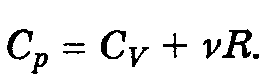 C_p = C_V + νR.